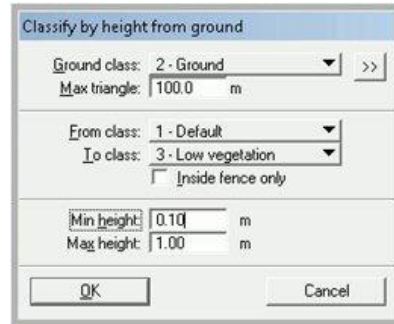 Classify by height from ground
Ground class: 2 - Ground >>
Max triangle: 100.0 m
From class: 1 - Default
To class: 3 - Low vegetation
Inside fence only
Min height: 0.10 m
Max height: 1.00 m
OK Cancel